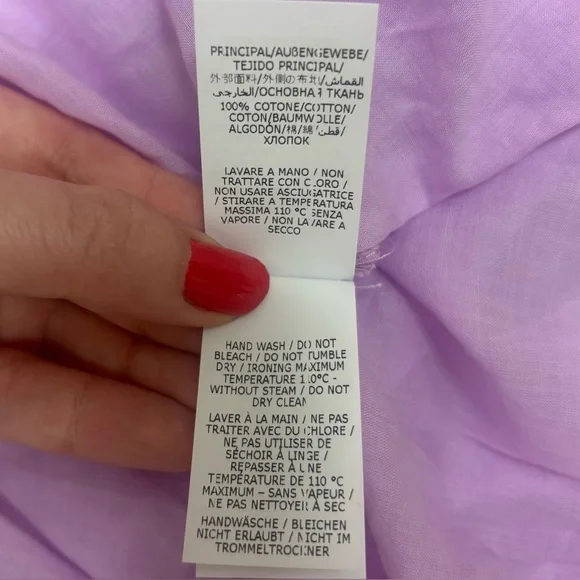 PRINCIPAL/AUßENGEWEBE/
TEJIDO PRINCIPAL/
外部面料/外側の布地/القماش
الخارجي/ОСНОВНАЯ ТКАНЬ
100% COTONE/COTTON/
COTON/BAUMWOLLE/
ALGODÓN/棉/綿/قطن/
ХЛОПОК
LAVARE A MANO / NON
TRATTARE CON CLORO /
NON USARE ASCIUGATRICE
/ STIRARE A TEMPERATURA
MASSIMA 110 °C SENZA
VAPORE / NON LAVARE A
SECCO
HAND WASH / DO NOT
BLEACH / DO NOT TUMBLE
DRY / IRONING MAXIMUM
TEMPERATURE 110°C -
WITHOUT STEAM / DO NOT
DRY CLEAN
LAVER À LA MAIN / NE PAS
TRAITER AVEC DU CHLORE /
NE PAS UTILISER DE
SÉCHOIR À LINGE /
REPASSER À UNE
TEMPÉRATURE DE 110 °C
MAXIMUM – SANS VAPEUR /
NE PAS NETTOYER À SEC
HANDWÄSCHE / BLEICHEN
NICHT ERLAUBT / NICHT IM
TROMMELTROCKNER